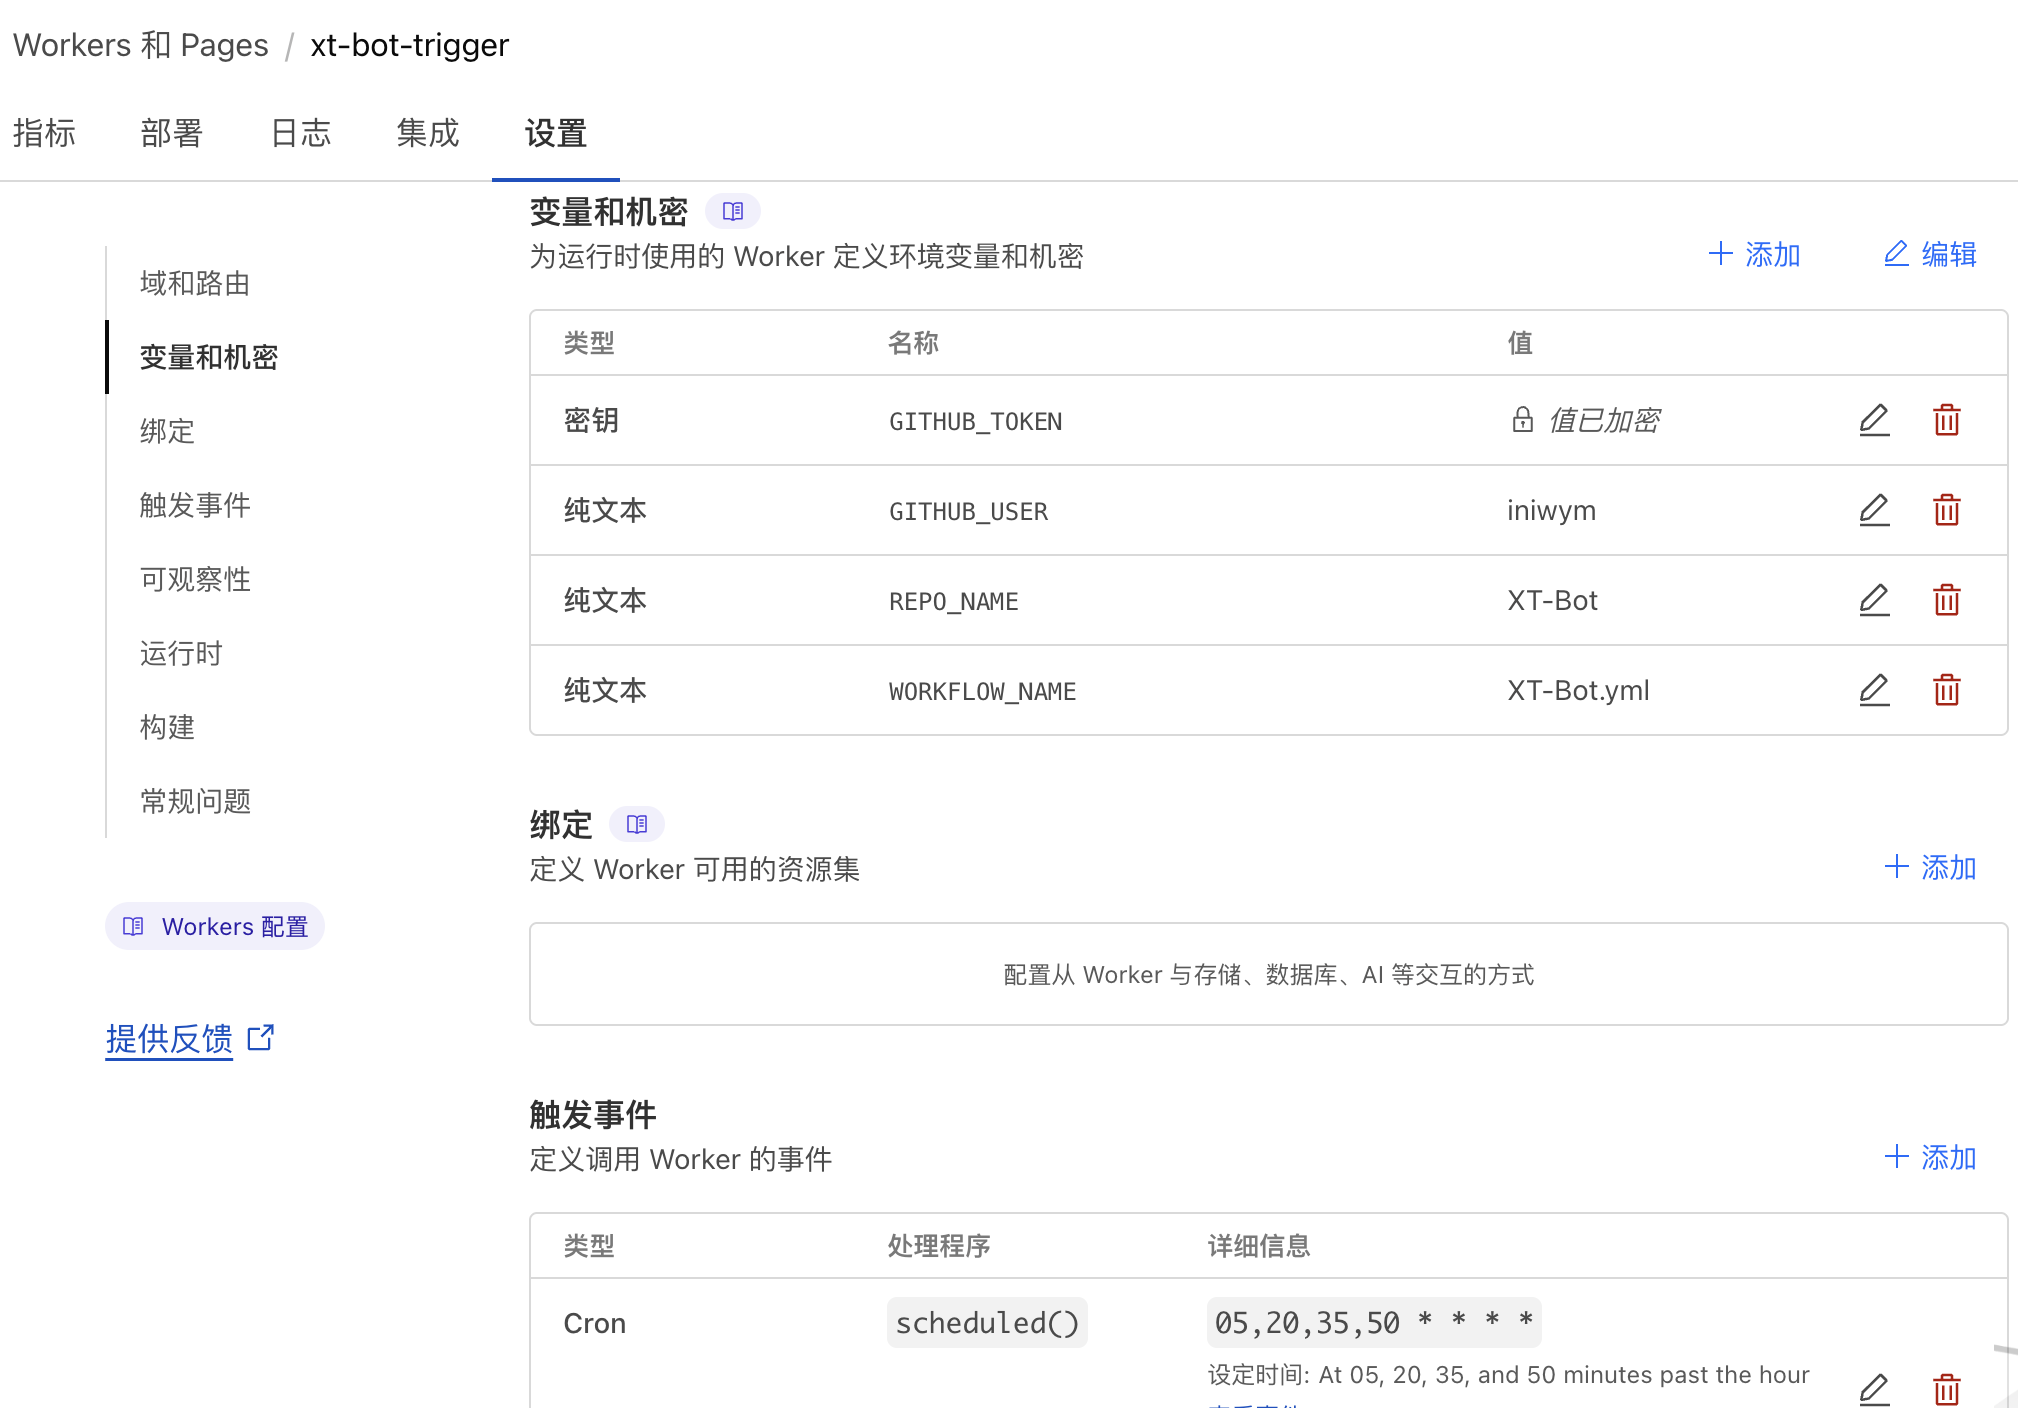 Workers 和 Pages / xt-bot-trigger
指标 部署 日志 集成 设置
变量和机密
为运行时使用的 Worker 定义环境变量和机密
添加 编辑
域和路由
变量和机密
绑定
触发事件
可观察性
运行时
构建
常规问题
Workers 配置
提供反馈
类型 名称 值
密钥 GITHUB_TOKEN 值已加密
纯文本 GITHUB_USER iniwym
纯文本 REPO_NAME XT-Bot
纯文本 WORKFLOW_NAME XT-Bot.yml
绑定
定义 Worker 可用的资源集
添加
配置从 Worker 与存储、数据库、AI 等交互的方式
触发事件
定义调用 Worker 的事件
添加
类型 处理程序 详细信息
Cron scheduled() 05,20,35,50 * * * *
设定时间: At 05, 20, 35, and 50 minutes past the hour